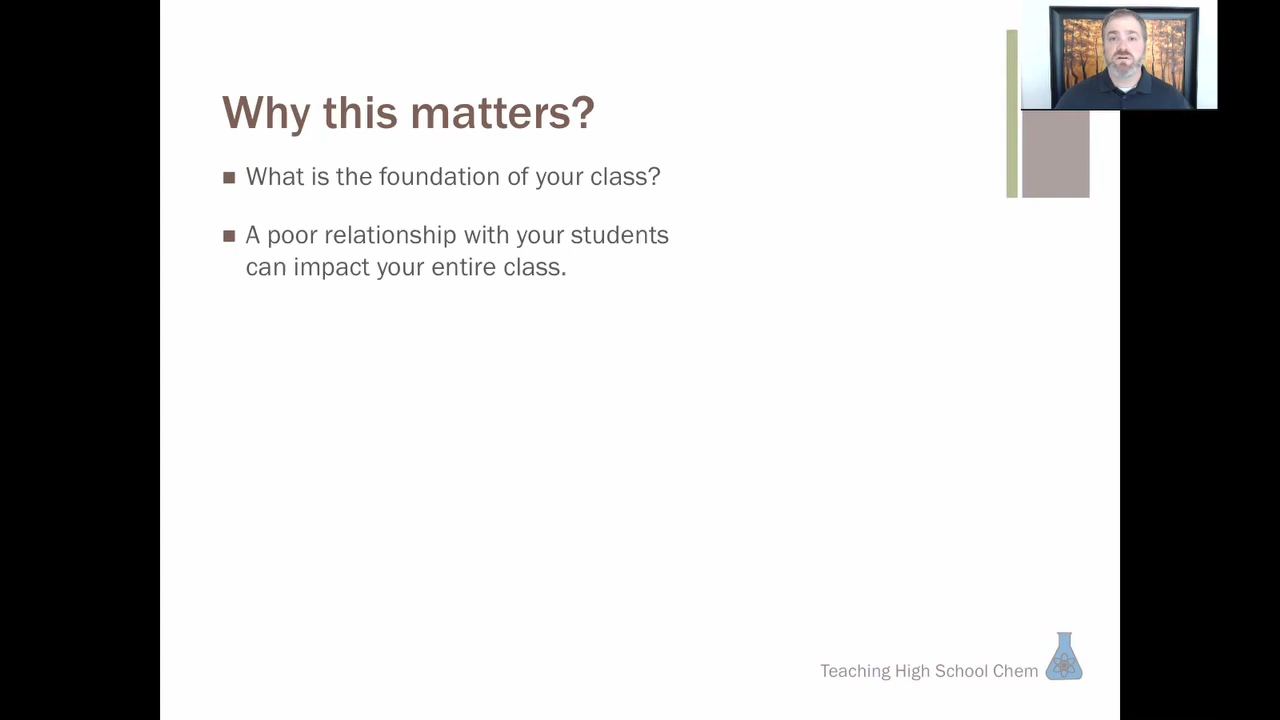 Why this matters?
■ What is the foundation of your class?
■ A poor relationship with your students
can impact your entire class.
Teaching High School Chem